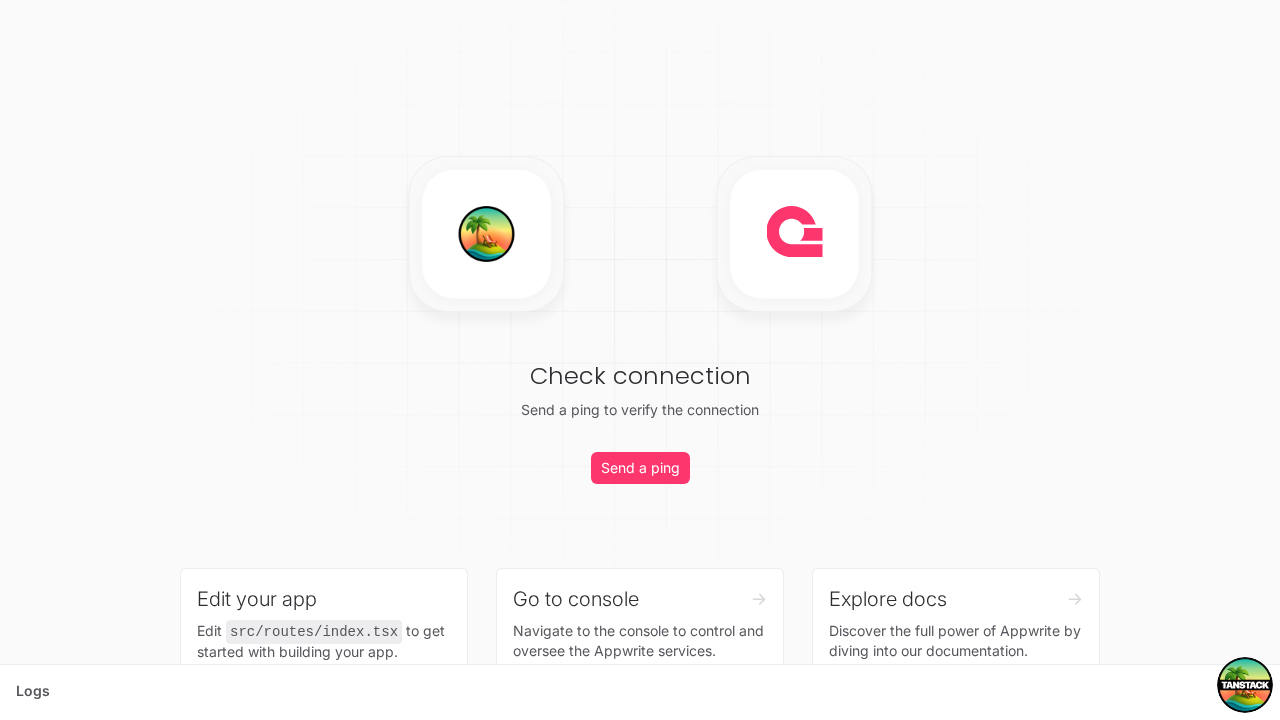 Check connection
Send a ping to verify the connection
Send a ping
Edit your app
Edit src/routes/index.tsx to get
started with building your app.
Go to console
Navigate to the console to control and
oversee the Appwrite services.
Explore docs
Discover the full power of Appwrite by
diving into our documentation.
Logs
TANSTACK